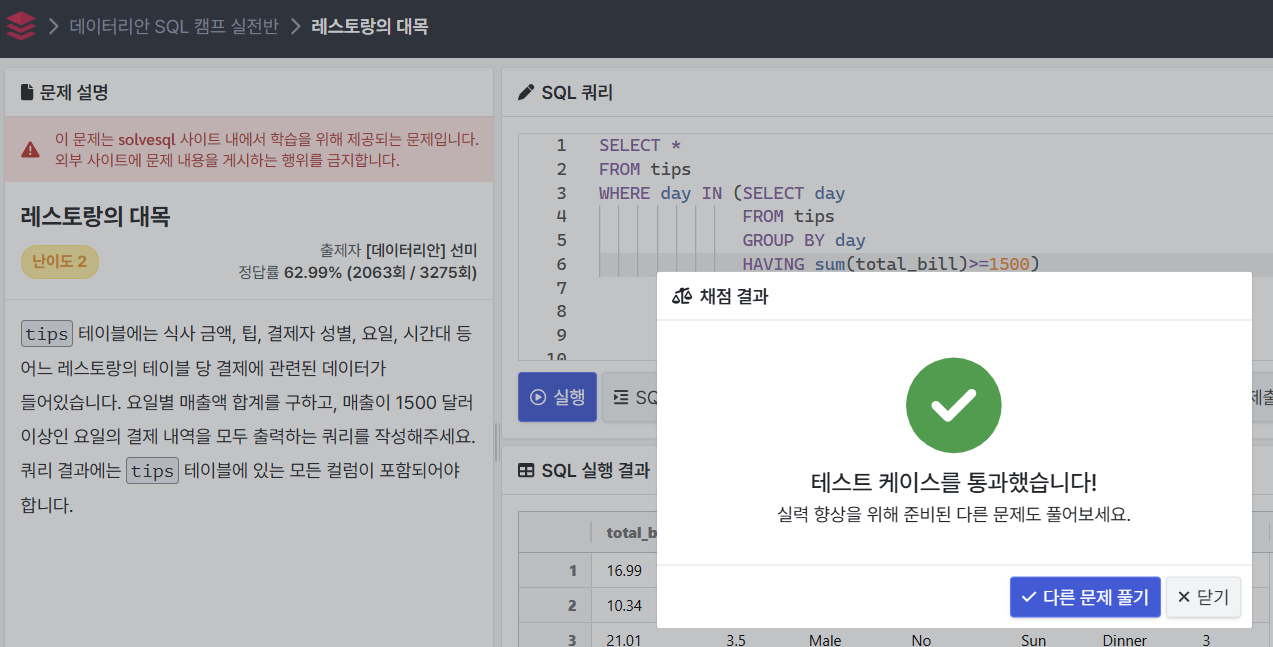 데이터리안 SQL 캠프 실전반
레스토랑의 대목
문제 설명
이 문제는 solvesql 사이트 내에서 학습을 위해 제공되는 문제입니다.
외부 사이트에 문제 내용을 게시하는 행위를 금지합니다.
레스토랑의 대목
난이도 2
출제자 [데이터리안] 선미
정답률 62.99% (2063회 / 3275회)
tips 테이블에는 식사 금액, 팁, 결제자 성별, 요일, 시간대 등
어느 레스토랑의 테이블 당 결제에 관련된 데이터가
들어있습니다. 요일별 매출액 합계를 구하고, 매출이 1500 달러
이상인 요일의 결제 내역을 모두 출력하는 쿼리를 작성해주세요.
쿼리 결과에는 tips 테이블에 있는 모든 컬럼이 포함되어야
합니다.
SQL 쿼리
1 SELECT *
2 FROM tips
3 WHERE day IN (SELECT day
4 FROM tips
5 GROUP BY day
6 HAVING sum(total_bill)>=1500)
7
8
9
10
실행
SQ
제출
SQL 실행 결과
total_b
1 16.99
2 10.34
3 21.01 3.5 Male No Sun Dinner 3
채점 결과
테스트 케이스를 통과했습니다!
실력 향상을 위해 준비된 다른 문제도 풀어보세요.
다른 문제 풀기
닫기